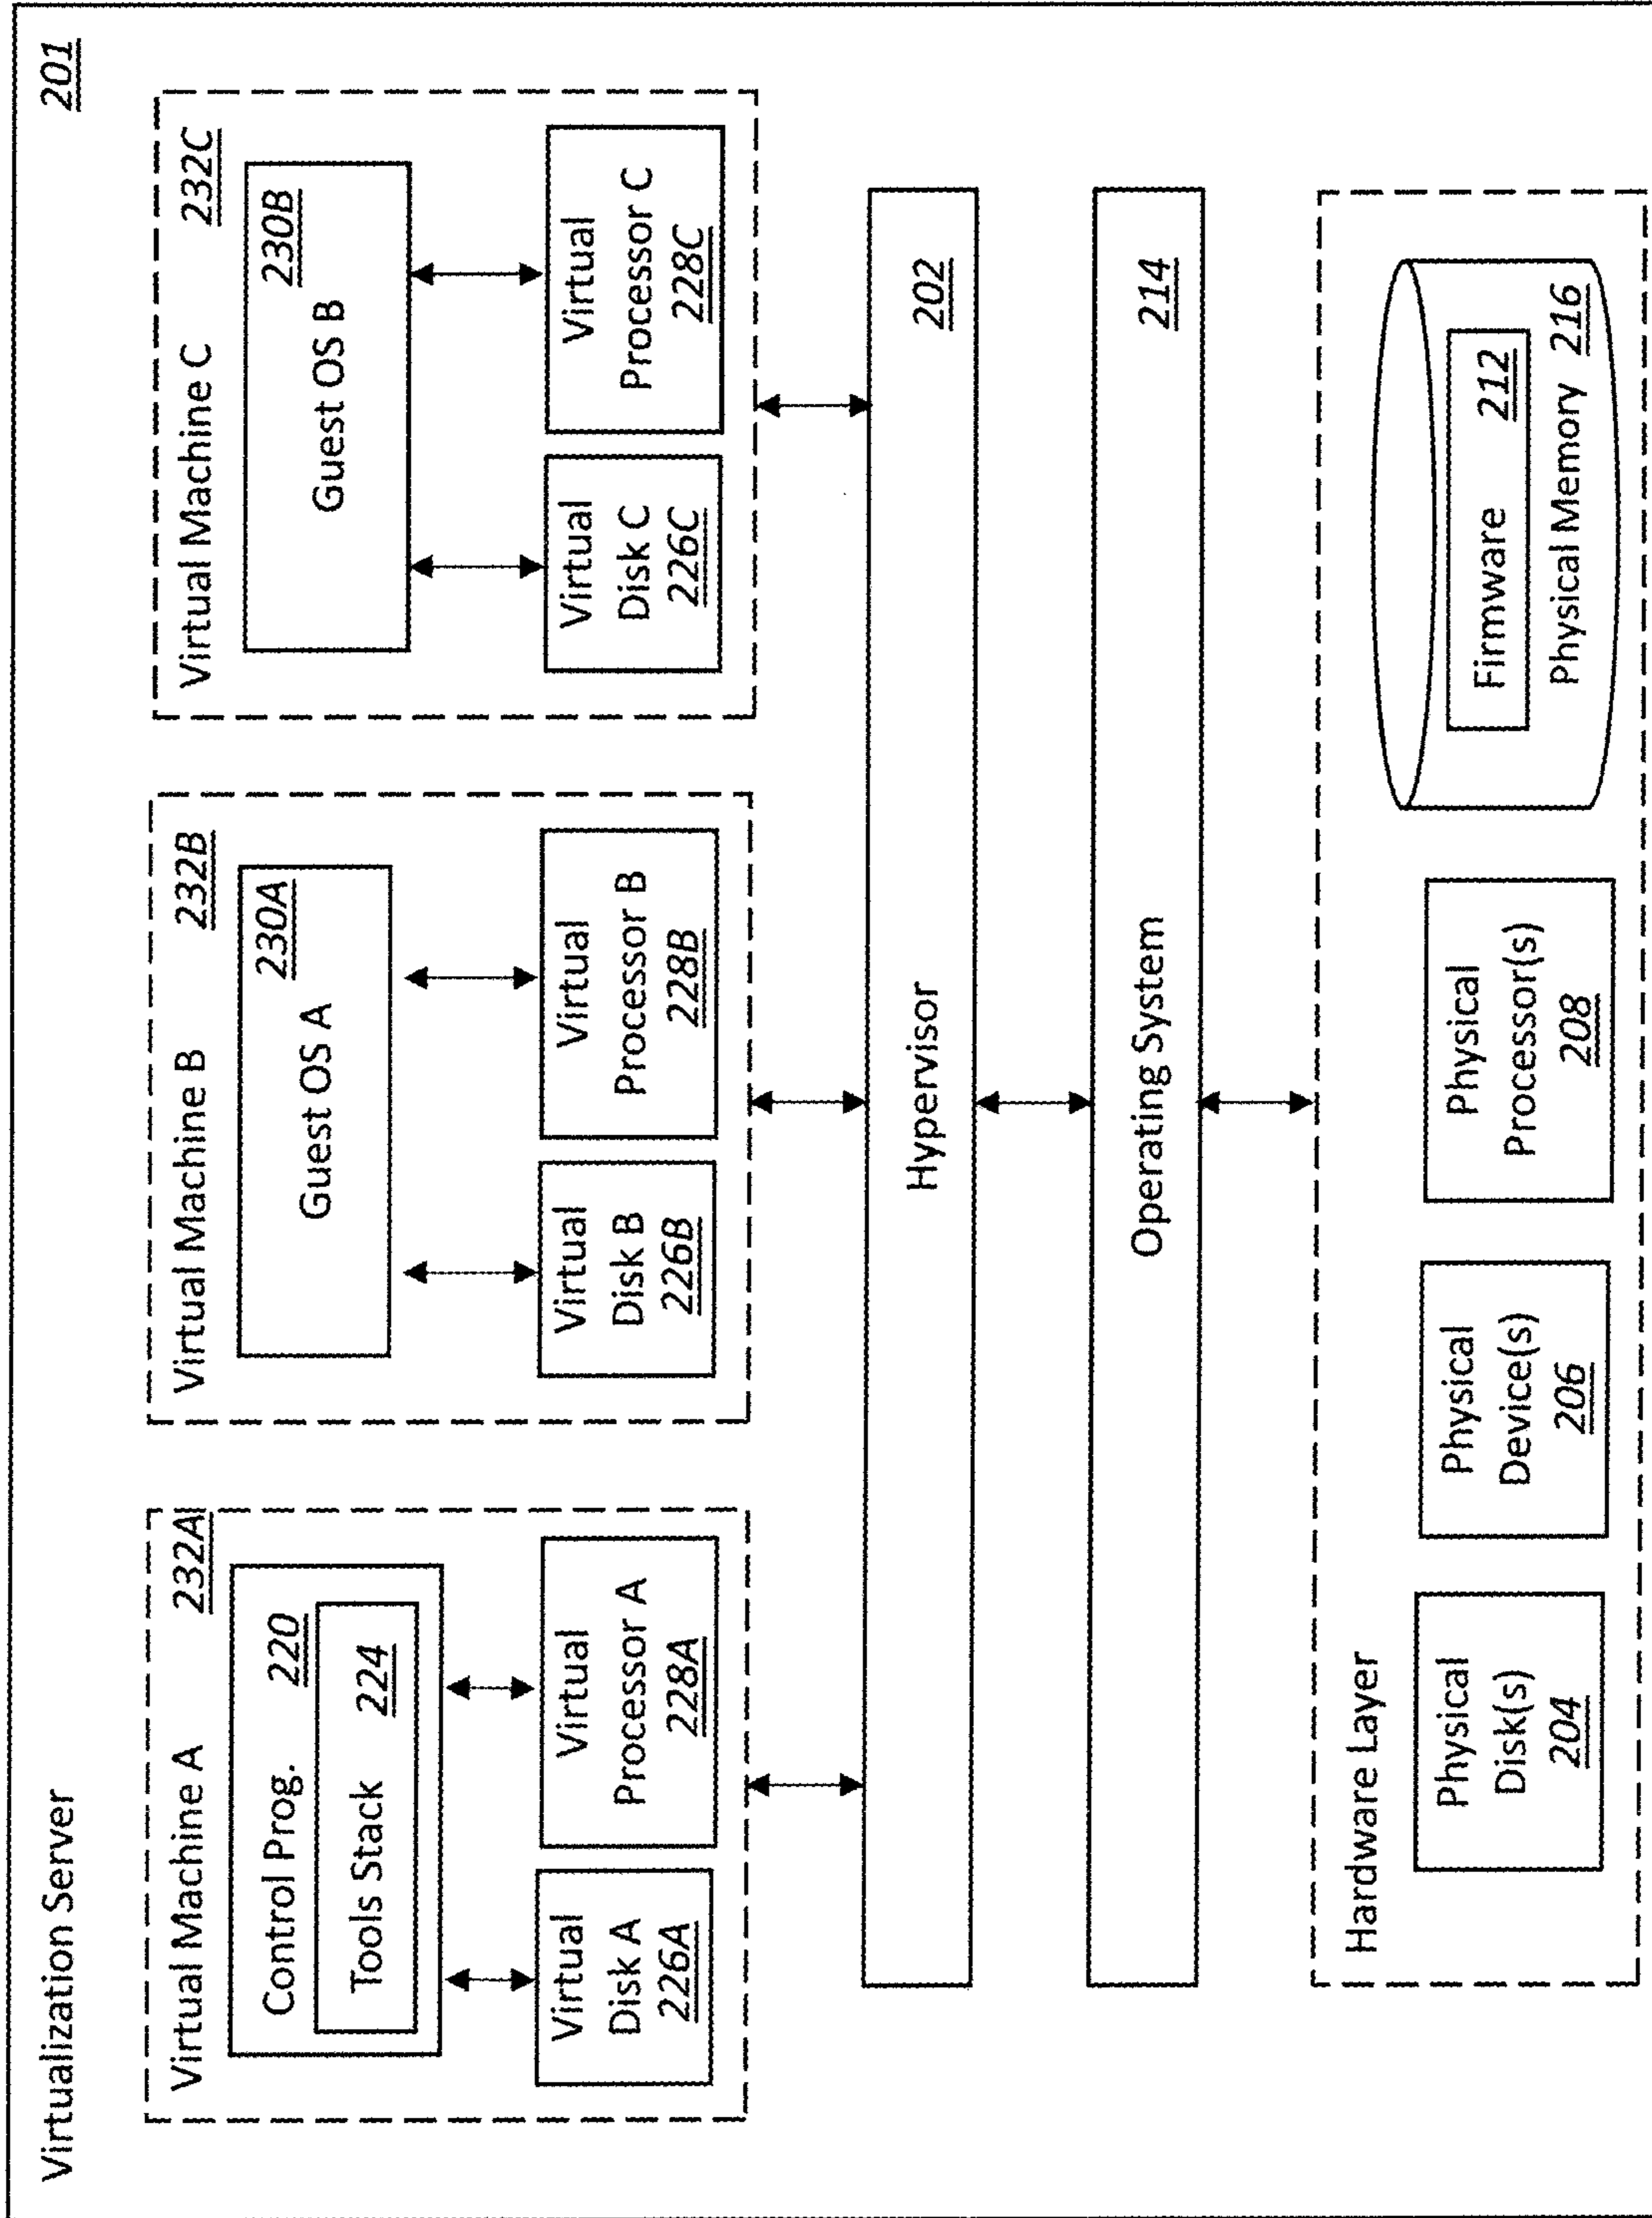 Virtualization Server
201
Virtual Machine A
232A
Control Prog.
220
Tools Stack
224
Virtual
Disk A
226A
Virtual
Processor A
228A
Virtual Machine B
232B
230A
Guest OS A
Virtual
Disk B
226B
Virtual
Processor B
228B
Virtual Machine C
232C
230B
Guest OS B
Virtual
Disk C
226C
Virtual
Processor C
228C
Hypervisor
202
Operating System
214
Hardware Layer
Physical
Disk(s)
204
Physical
Device(s)
206
Physical
Processor(s)
208
Firmware
212
Physical Memory 216